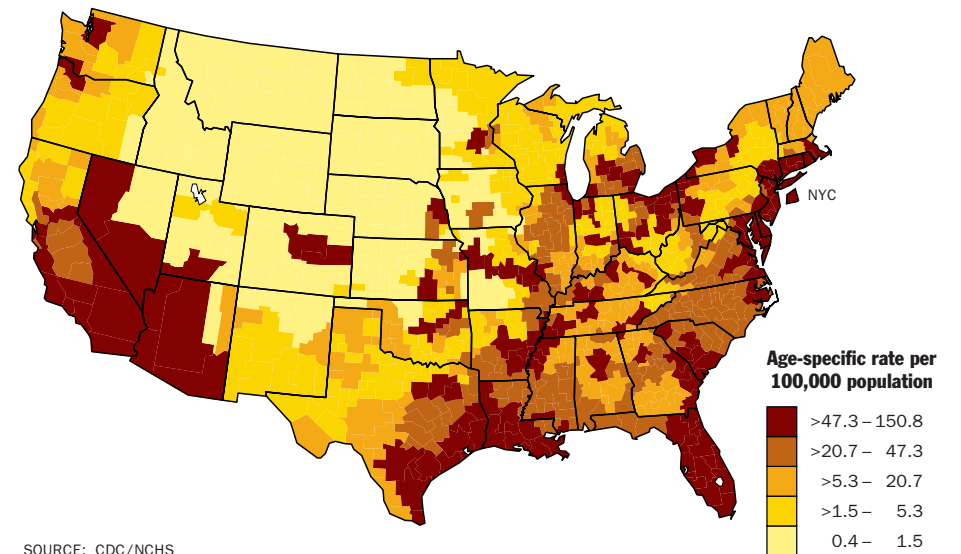 NYC
Age-specific rate per
100,000 population
>47.3 – 150.8
>20.7 – 47.3
>5.3 – 20.7
>1.5 – 5.3
0.4 – 1.5
SOURCE: CDC/NCHS